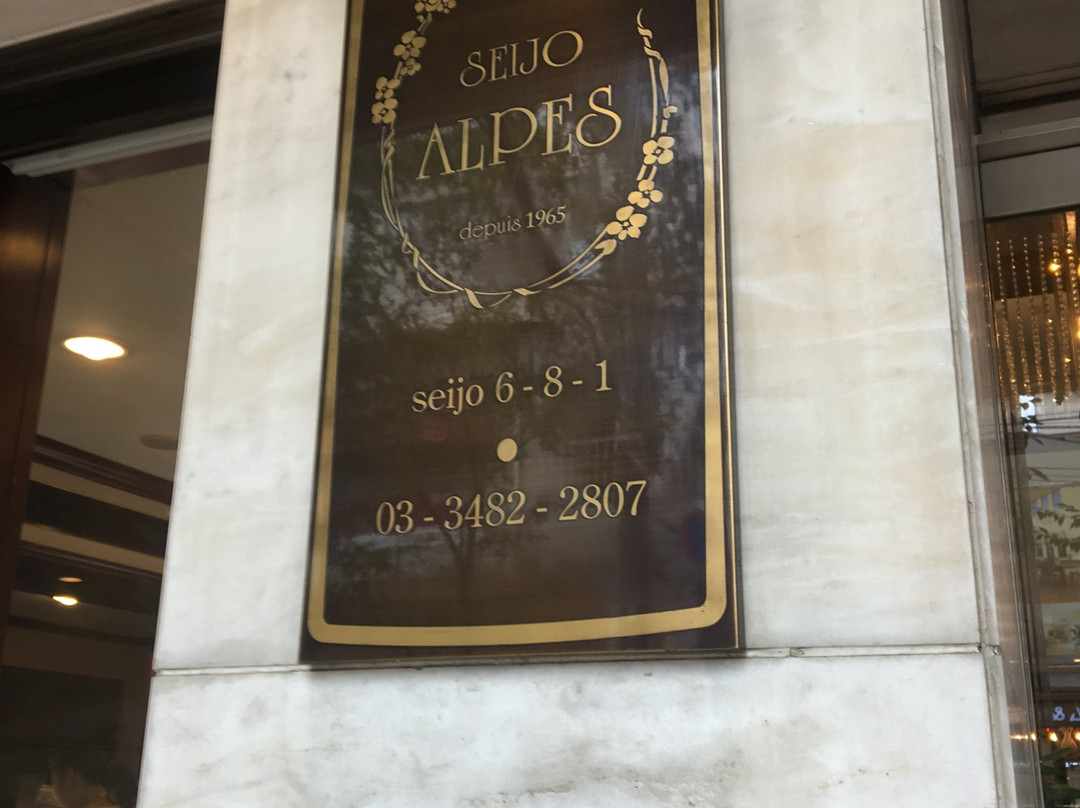 SEIJO
ALPES
depuis 1965
seijo 6 - 8 - 1
03 - 3482 - 2807